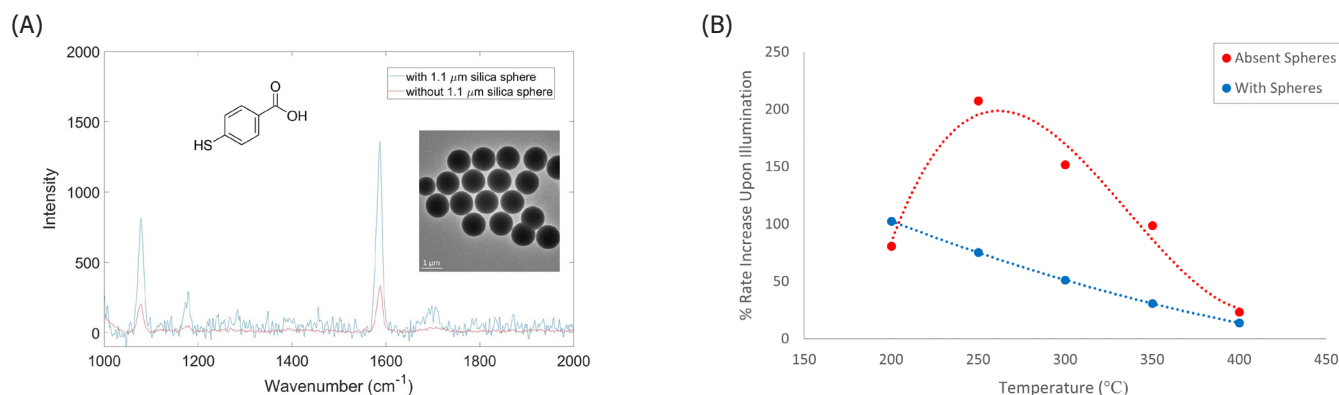 (A)
2000
1500
1000
500
0
Intensity
1000
1200
1400
1600
1800
2000
Wavenumber (cm⁻¹)
with 1.1 μm silica sphere
without 1.1 μm silica sphere
O
OH
HS
1 μm
(B)
250
200
150
100
50
0
% Rate Increase Upon Illumination
150
200
250
300
350
400
450
Temperature (°C)
Absent Spheres
With Spheres